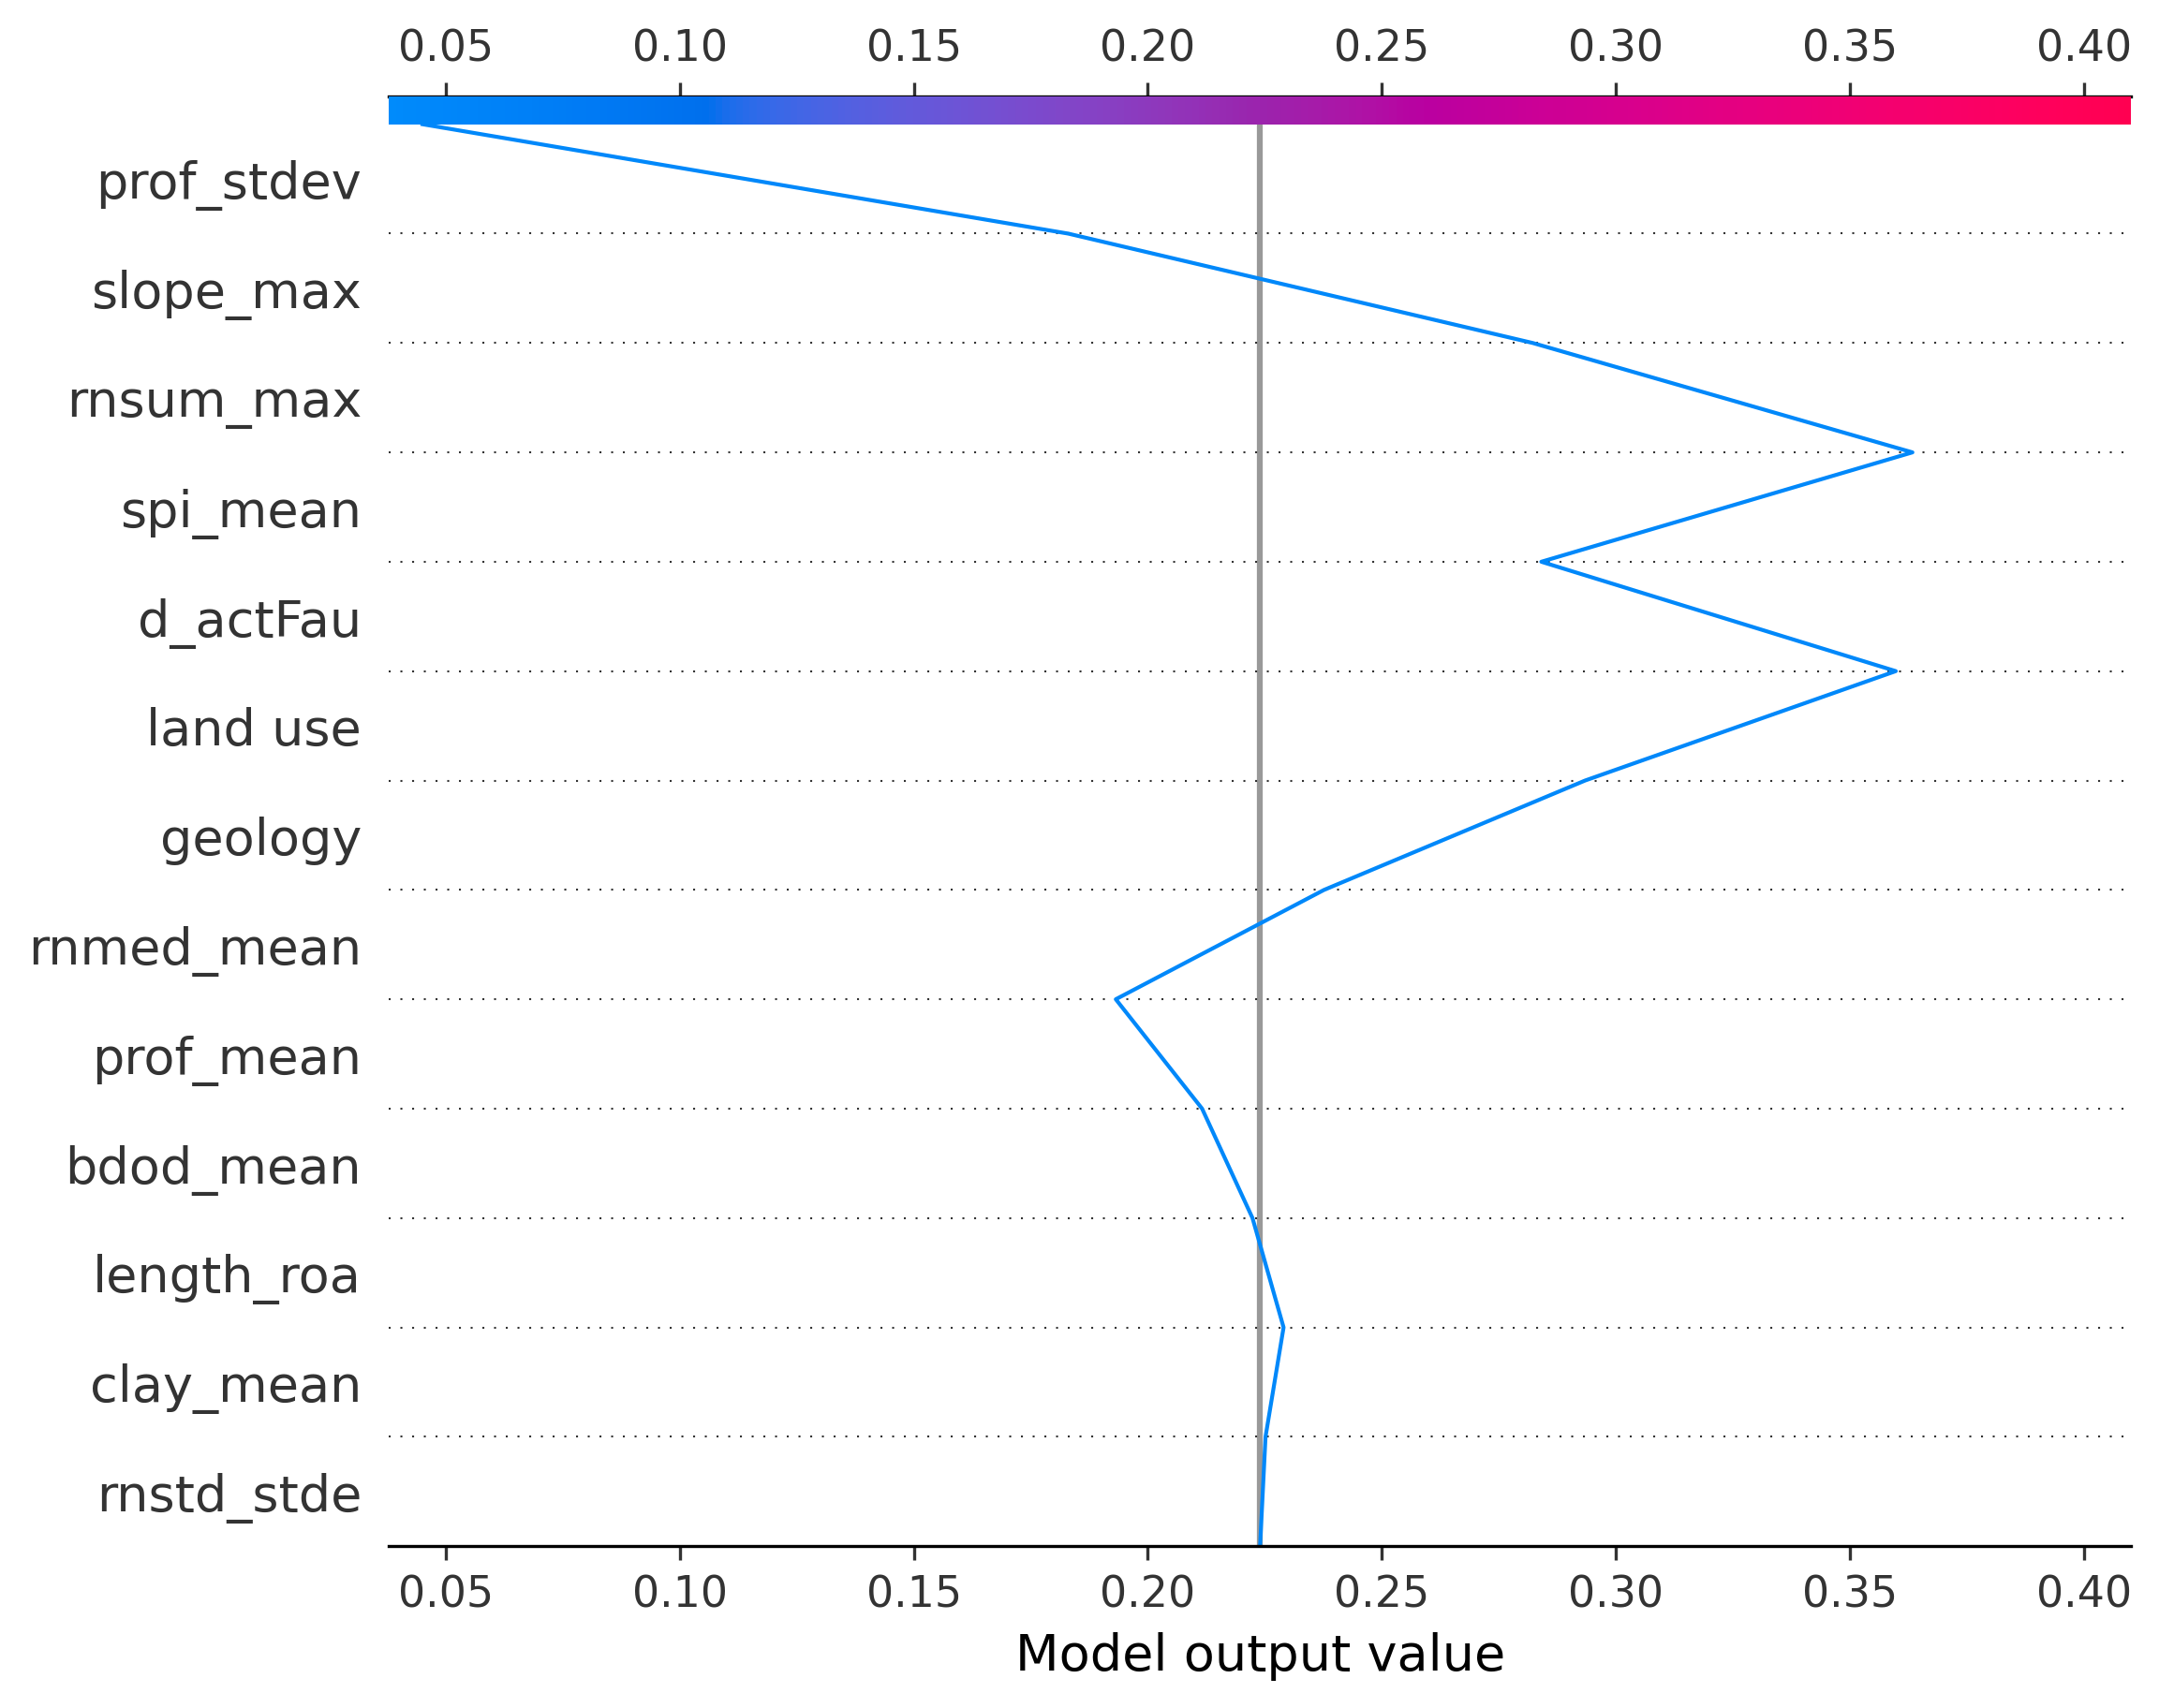 0.05 0.10 0.15 0.20 0.25 0.30 0.35 0.40
prof_stdev
slope_max
rnsum_max
spi_mean
d_actFau
land use
geology
rnmed_mean
prof_mean
bdod_mean
length_roa
clay_mean
rnstd_stde
0.05 0.10 0.15 0.20 0.25 0.30 0.35 0.40
Model output value